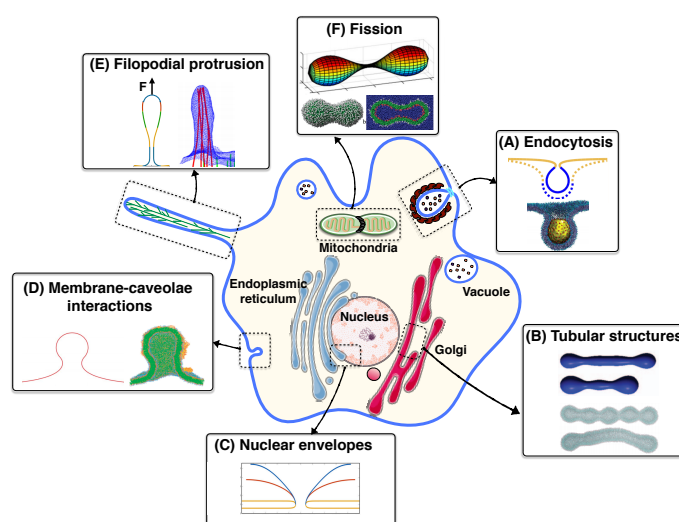 (F) Fission
(E) Filopodial protrusion
F
(A) Endocytosis
Mitochondria
Endoplasmic
reticulum
Vacuole
Nucleus
(D) Membrane-caveolae
interactions
Golgi
(B) Tubular structures
(C) Nuclear envelopes